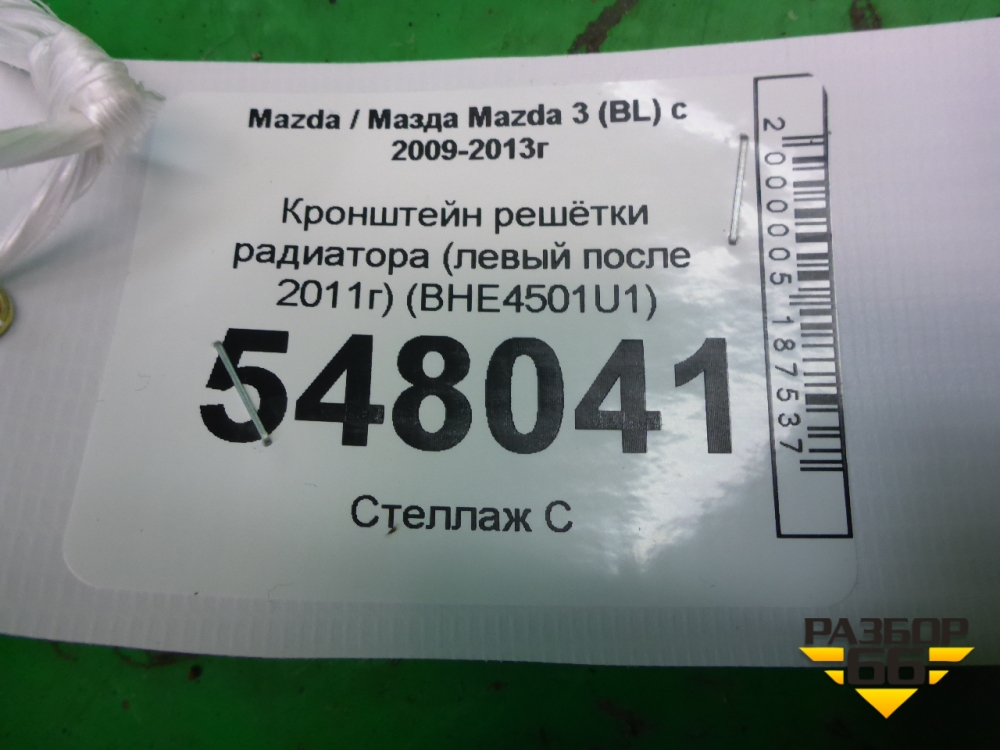 Mazda / Мазда Mazda 3 (BL) с
2009-2013г
Кронштейн решётки
радиатора (левый после
2011г) (BHE4501U1)
548041
Стеллаж С
2000005187537
РАЗБОР
66